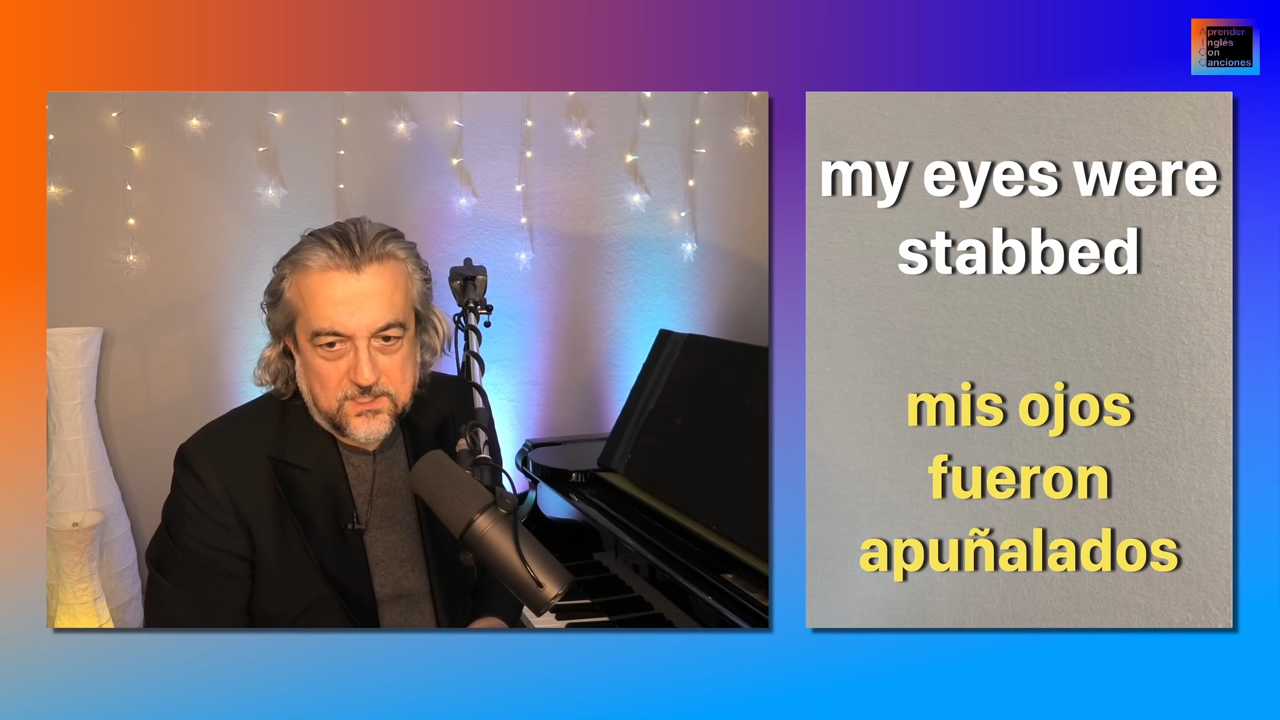 Aprender
Inglés
Con
Canciones
my eyes were
stabbed
mis ojos
fueron
apuñalados